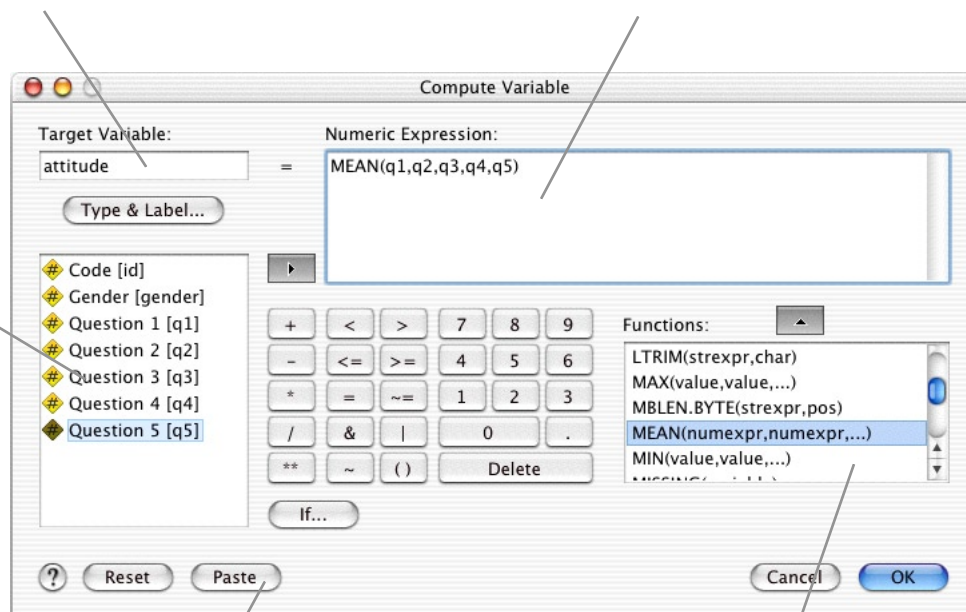 Compute Variable
Target Variable:
Numeric Expression:
attitude
=
MEAN(q1,q2,q3,q4,q5)
Type & Label...
Code [id]
Gender [gender]
Question 1 [q1]
Question 2 [q2]
Question 3 [q3]
Question 4 [q4]
Question 5 [q5]
+ < > 7 8 9
- <= >= 4 5 6
* = ~= 1 2 3
/ & | 0 .
** ~ ( ) Delete
If...
Functions:
LTRIM(strexpr,char)
MAX(value,value,...)
MBLEN.BYTE(strexpr,pos)
MEAN(numexpr,numexpr,...)
MIN(value,value,...)
? Reset Paste Cancel OK